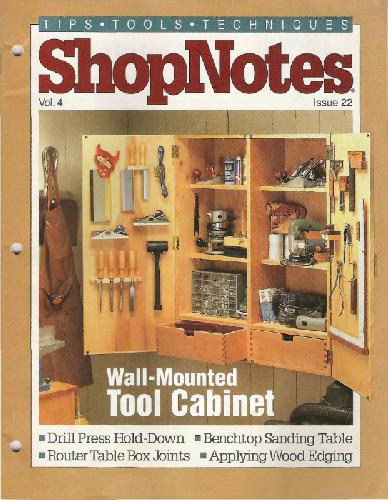 TIPS • TOOLS • TECHNIQUES
ShopNotes®
Vol. 4
Issue 22
Wall-Mounted
Tool Cabinet
■ Drill Press Hold-Down ■ Benchtop Sanding Table
■ Router Table Box Joints ■ Applying Wood Edging